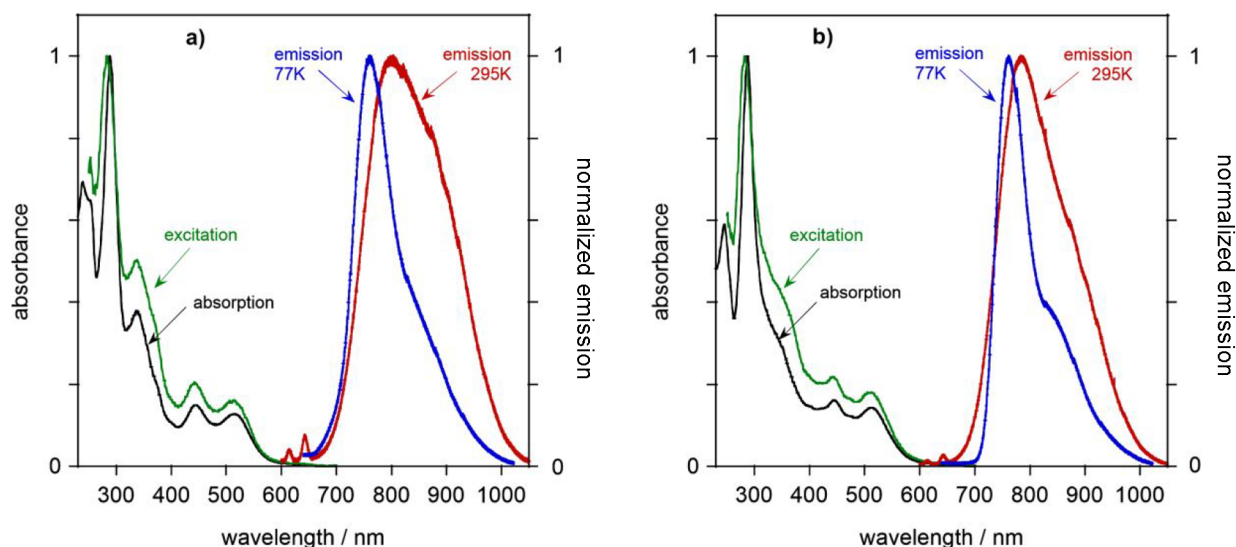 a)
emission
77K
emission
295K
excitation
absorption
1
0
absorbance
1
0
normalized emission
300 400 500 600 700 800 900 1000
wavelength / nm
b)
emission
77K
emission
295K
excitation
absorption
1
0
absorbance
1
0
normalized emission
300 400 500 600 700 800 900 1000
wavelength / nm